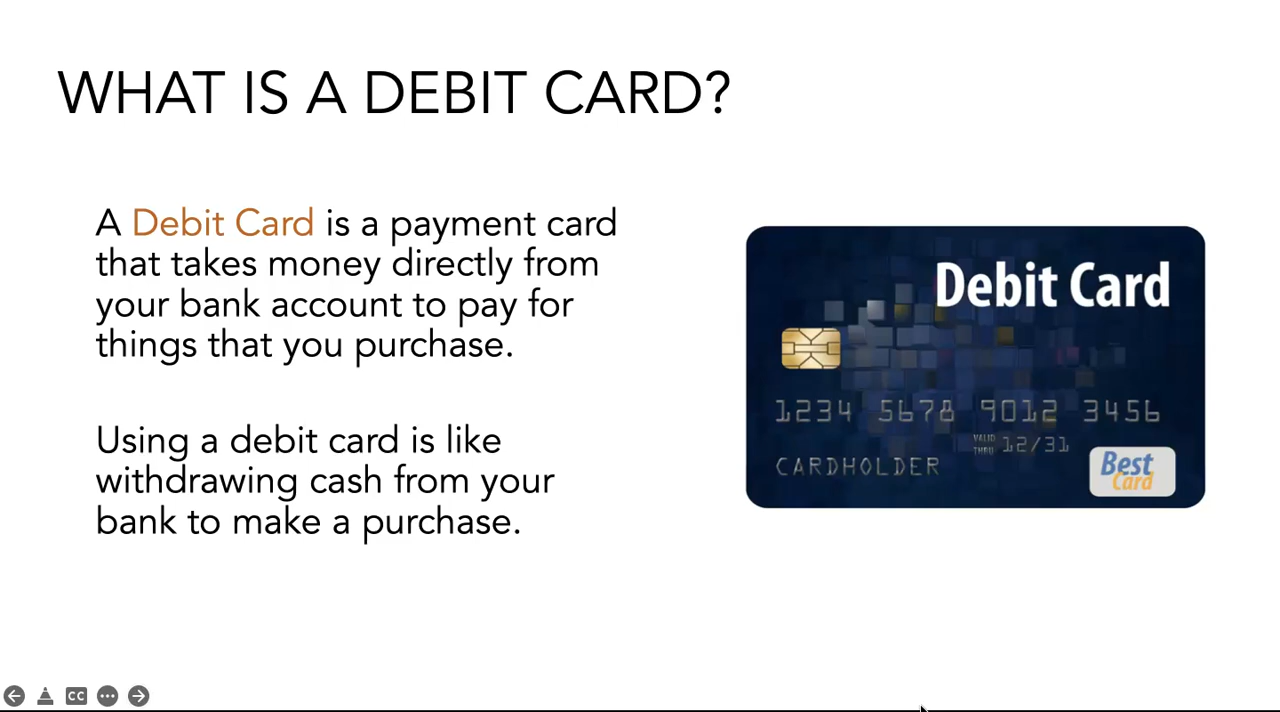 WHAT IS A DEBIT CARD?
A Debit Card is a payment card
that takes money directly from
your bank account to pay for
things that you purchase.
Using a debit card is like
withdrawing cash from your
bank to make a purchase.
Debit Card
1234 5678 9012 3456
VALID
THRU 12/31
CARDHOLDER
Best
Card
CC